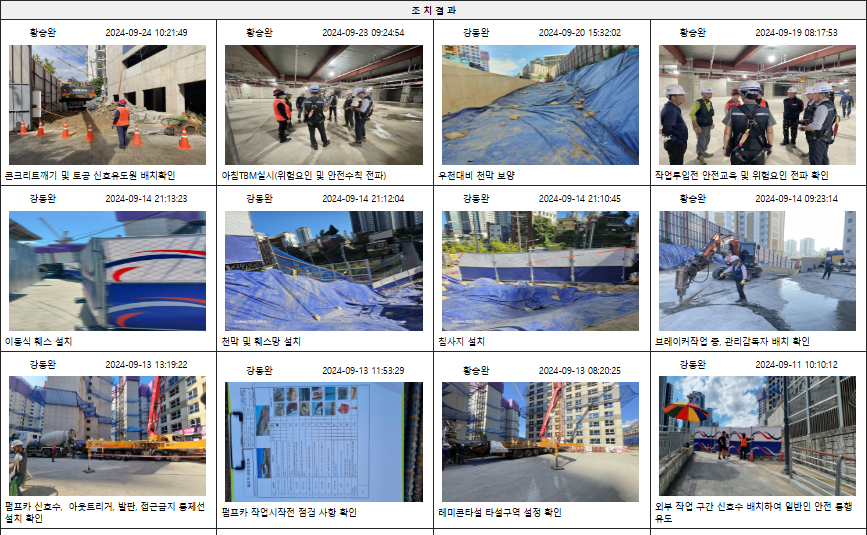 조 치 결 과
황승완 2024-09-24 10:21:49
황승완 2024-09-23 09:24:54
강동완 2024-09-20 15:32:02
황승완 2024-09-19 08:17:53
콘크리트깨기 및 토공 신호유도원 배치확인
아침TBM실시(위험요인 및 안전수칙 전파)
우천대비 천막 보양
작업투입전 안전교육 및 위험요인 전파 확인
강동완 2024-09-14 21:13:23
강동완 2024-09-14 21:12:04
강동완 2024-09-14 21:10:45
황승완 2024-09-14 09:23:14
이동식 휀스 설치
천막 및 휀스망 설치
침사지 설치
브레이커작업 중, 관리감독자 배치 확인
강동완 2024-09-13 13:19:22
강동완 2024-09-13 11:53:29
황승완 2024-09-13 08:20:25
강동완 2024-09-11 10:10:12
펌프카 신호수, 아웃트리거, 발판, 접근금지 통제선
설치 확인
펌프카 작업시작전 점검 사항 확인
레미콘타설 타설구역 설정 확인
외부 작업 구간 신호수 배치하여 일반인 안전 통행
유도